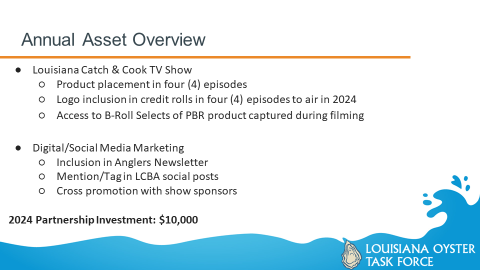 Annual Asset Overview
● Louisiana Catch & Cook TV Show
○ Product placement in four (4) episodes
○ Logo inclusion in credit rolls in four (4) episodes to air in 2024
○ Access to B-Roll Selects of PBR product captured during filming
● Digital/Social Media Marketing
○ Inclusion in Anglers Newsletter
○ Mention/Tag in LCBA social posts
○ Cross promotion with show sponsors
2024 Partnership Investment: $10,000
LOUISIANA OYSTER
TASK FORCE